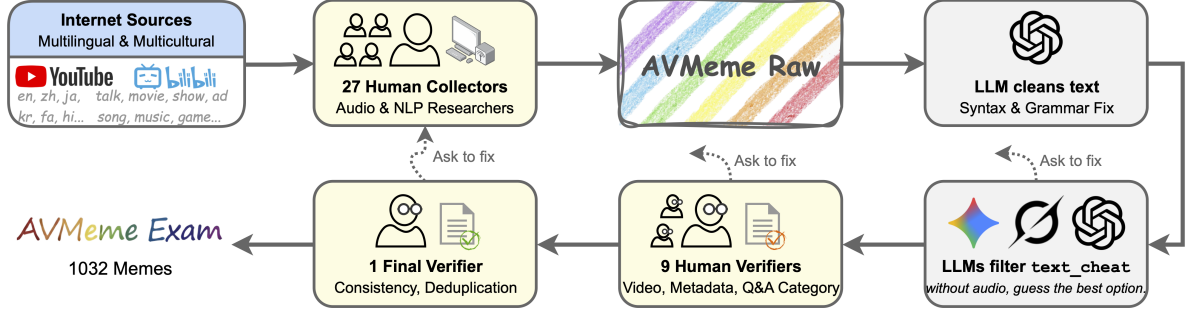 Internet Sources
Multilingual & Multicultural
YouTube bilibili
en, zh, ja, talk, movie, show, ad
kr, fa, hi... song, music, game...
27 Human Collectors
Audio & NLP Researchers
AVMeme Raw
LLM cleans text
Syntax & Grammar Fix
Ask to fix
Ask to fix
Ask to fix
AVMeme Exam
1032 Memes
1 Final Verifier
Consistency, Deduplication
9 Human Verifiers
Video, Metadata, Q&A Category
LLMs filter text_cheat
without audio, guess the best option.